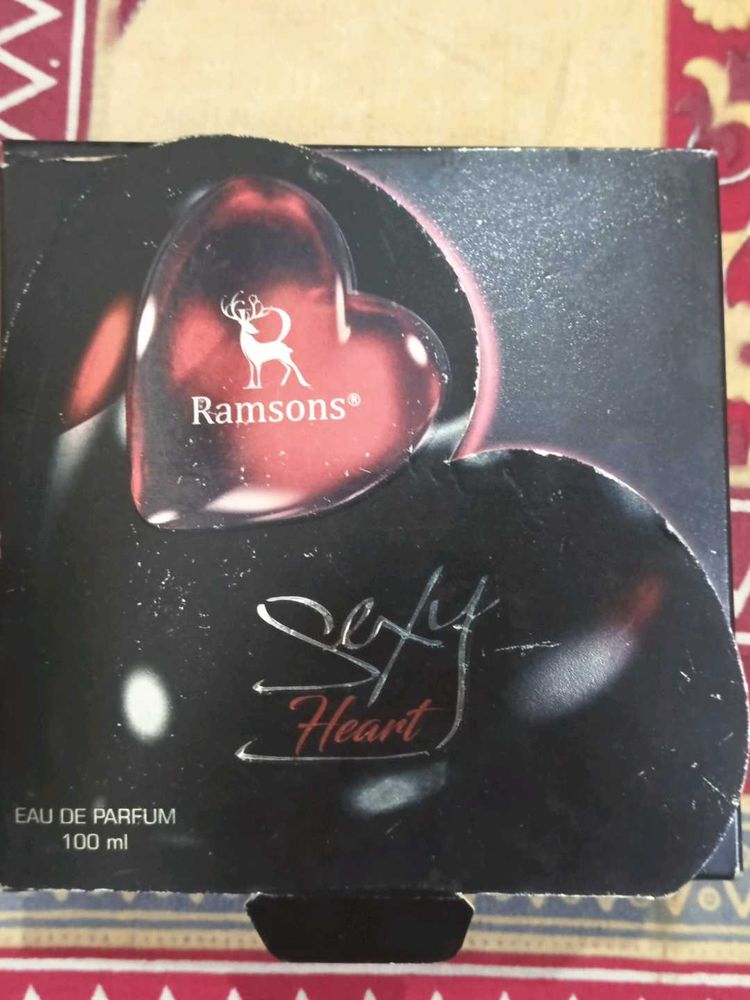 Ramsons®
Sexy
Heart
EAU DE PARFUM
100 ml